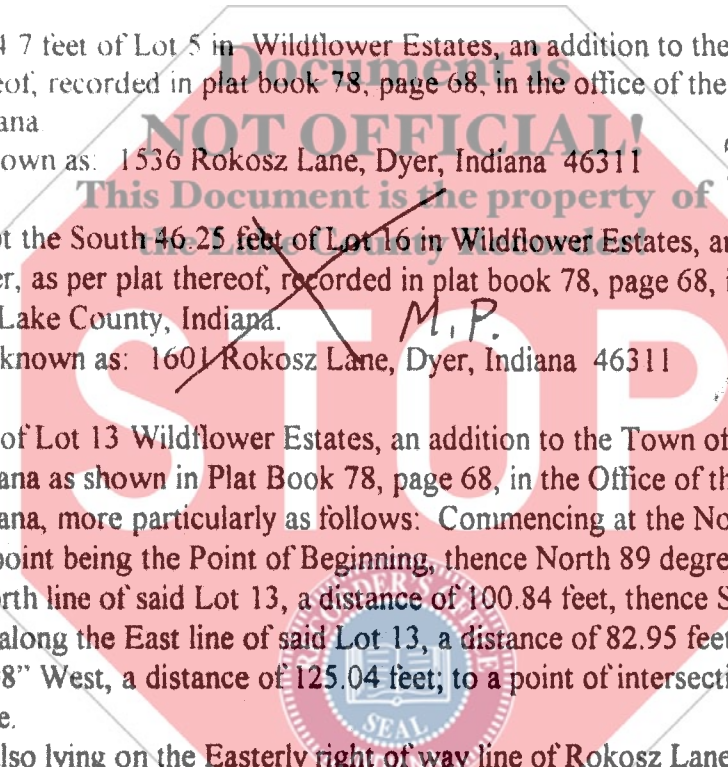 4 7 feet of Lot 5 in Wildflower Estates, an addition to the
eof, recorded in plat book 78, page 68, in the office of the
ana
own as: 1536 Rokosz Lane, Dyer, Indiana 46311
Document is
NOT OFFICIAL!
This Document is the property of
the Lake County Recorder!
STOP
pt the South 46.25 feet of Lot 16 in Wildflower Estates, an
er, as per plat thereof, recorded in plat book 78, page 68, i
Lake County, Indiana.
M.P.
known as: 1601 Rokosz Lane, Dyer, Indiana 46311
of Lot 13 Wildflower Estates, an addition to the Town of
ana as shown in Plat Book 78, page 68, in the Office of th
ana, more particularly as follows: Commencing at the No
point being the Point of Beginning, thence North 89 degre
orth line of said Lot 13, a distance of 100.84 feet, thence S
along the East line of said Lot 13, a distance of 82.95 feet
8" West, a distance of 125.04 feet; to a point of intersecti
e.
also lying on the Easterly right of way line of Rokosz Lane
SEAL